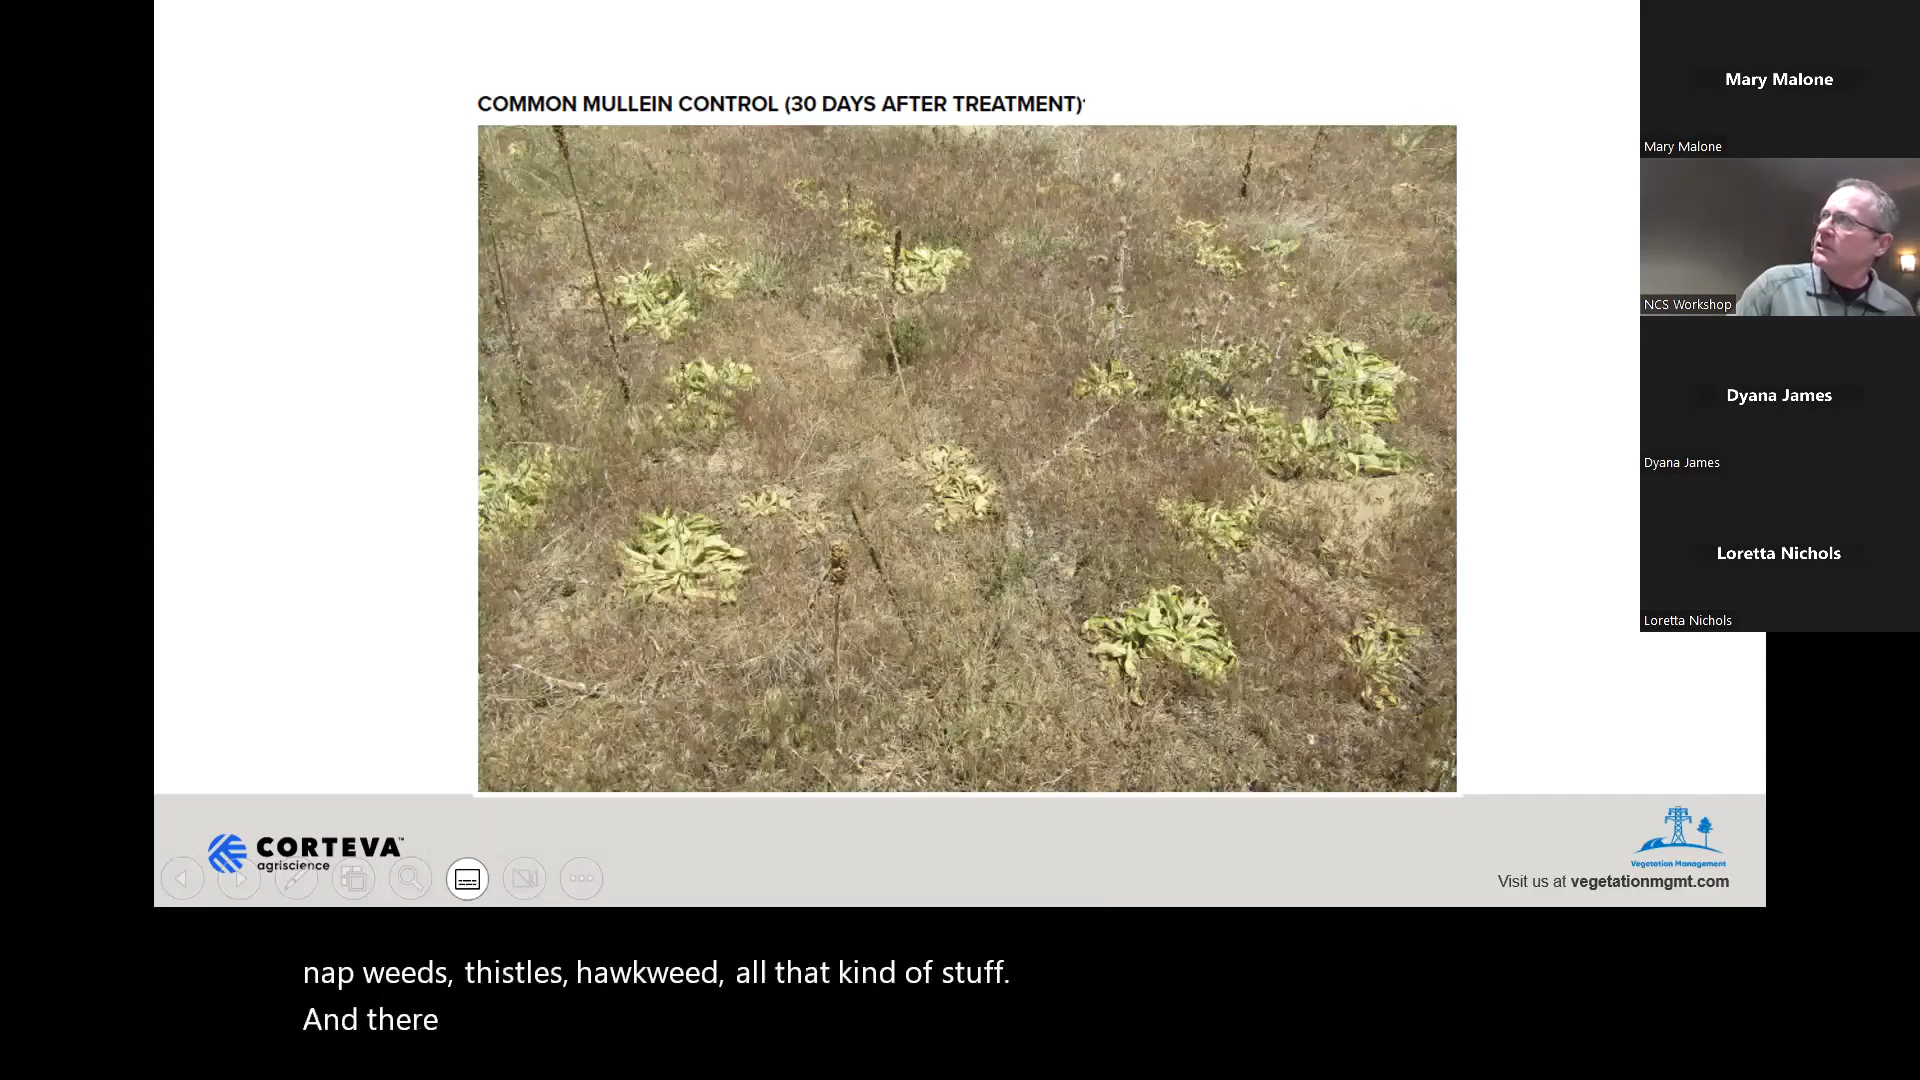 COMMON MULLEIN CONTROL (30 DAYS AFTER TREATMENT)
Mary Malone
Mary Malone
NCS Workshop
Dyana James
Dyana James
Loretta Nichols
Loretta Nichols
CORTEVA™
agriscience
Vegetation Management
Visit us at vegetationmgmt.com
nap weeds, thistles, hawkweed, all that kind of stuff.
And there